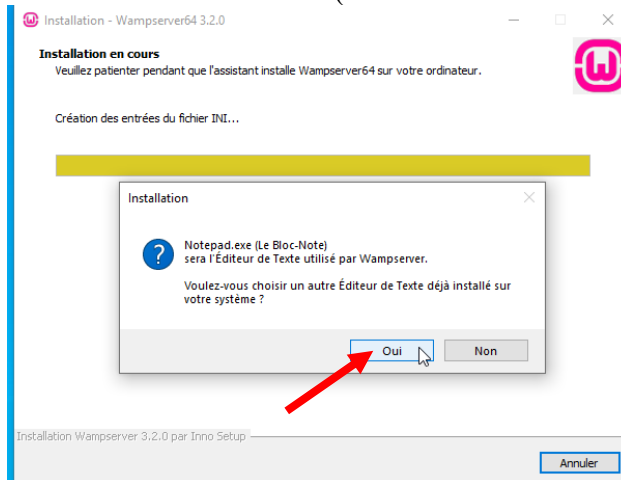 (
Installation - Wampserver64 3.2.0
Installation en cours
Veuillez patienter pendant que l'assistant installe Wampserver64 sur votre ordinateur.
Création des entrées du fichier INI...
Installation
Notepad.exe (Le Bloc-Note)
sera l'Éditeur de Texte utilisé par Wampserver.
Voulez-vous choisir un autre Éditeur de Texte déjà installé sur
votre système ?
Oui Non
Installation Wampserver 3.2.0 par Inno Setup
Annuler